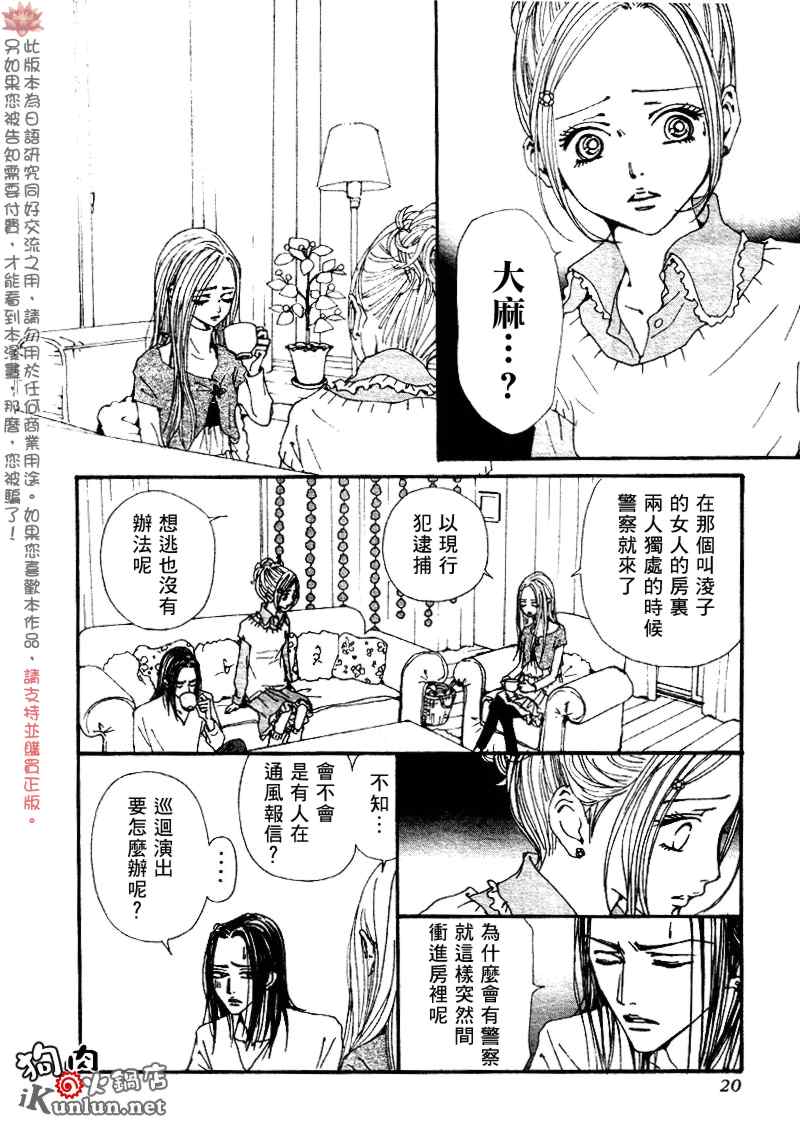 大麻…?
在那個叫淩子
的女人的房裏
兩人獨處的時候
警察就來了
以現行
犯逮捕
想逃也沒有
辦法呢
為什麼會有警察
就這樣突然間
衝進房裡呢
不知…
會不會
是有人在
通風報信?
‥‥
巡迴演出
要怎麼辦呢?
此版本為日語研究同好交流之用,請勿用於任何商業用途。如果您喜歡本作品,請支持並購買正版。
另如果您被告知需要付費,才能看到本漫畫,那麼,您被騙了!
狗肉
火鍋店
iKunlun.net
20